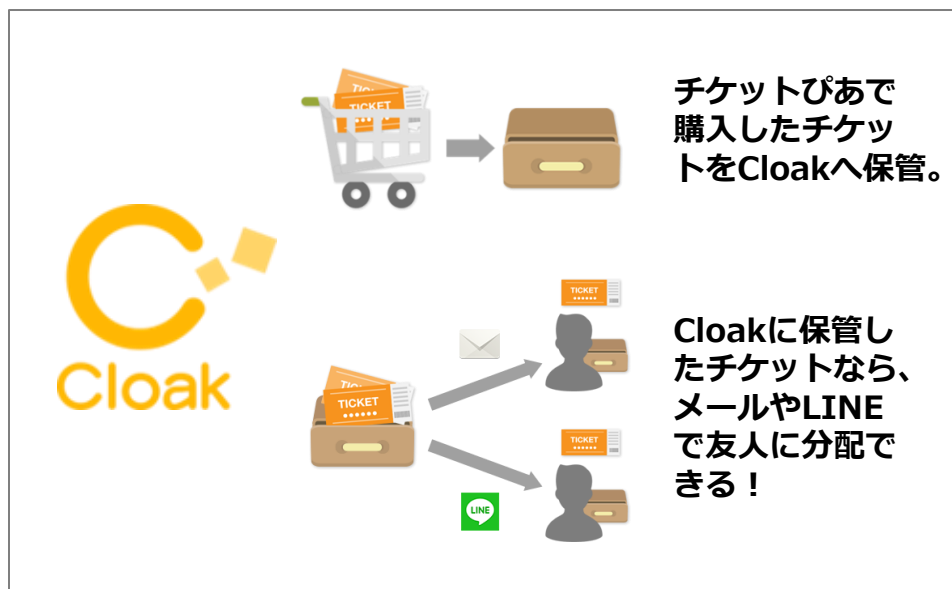 TICKET
TICKET
チケットぴあで
購入したチケッ
トをCloakへ保管。
Cloak
TICKET
TICKET
TICKET
LINE
TICKET
Cloakに保管し
たチケットなら、
メールやLINE
で友人に分配で
きる！